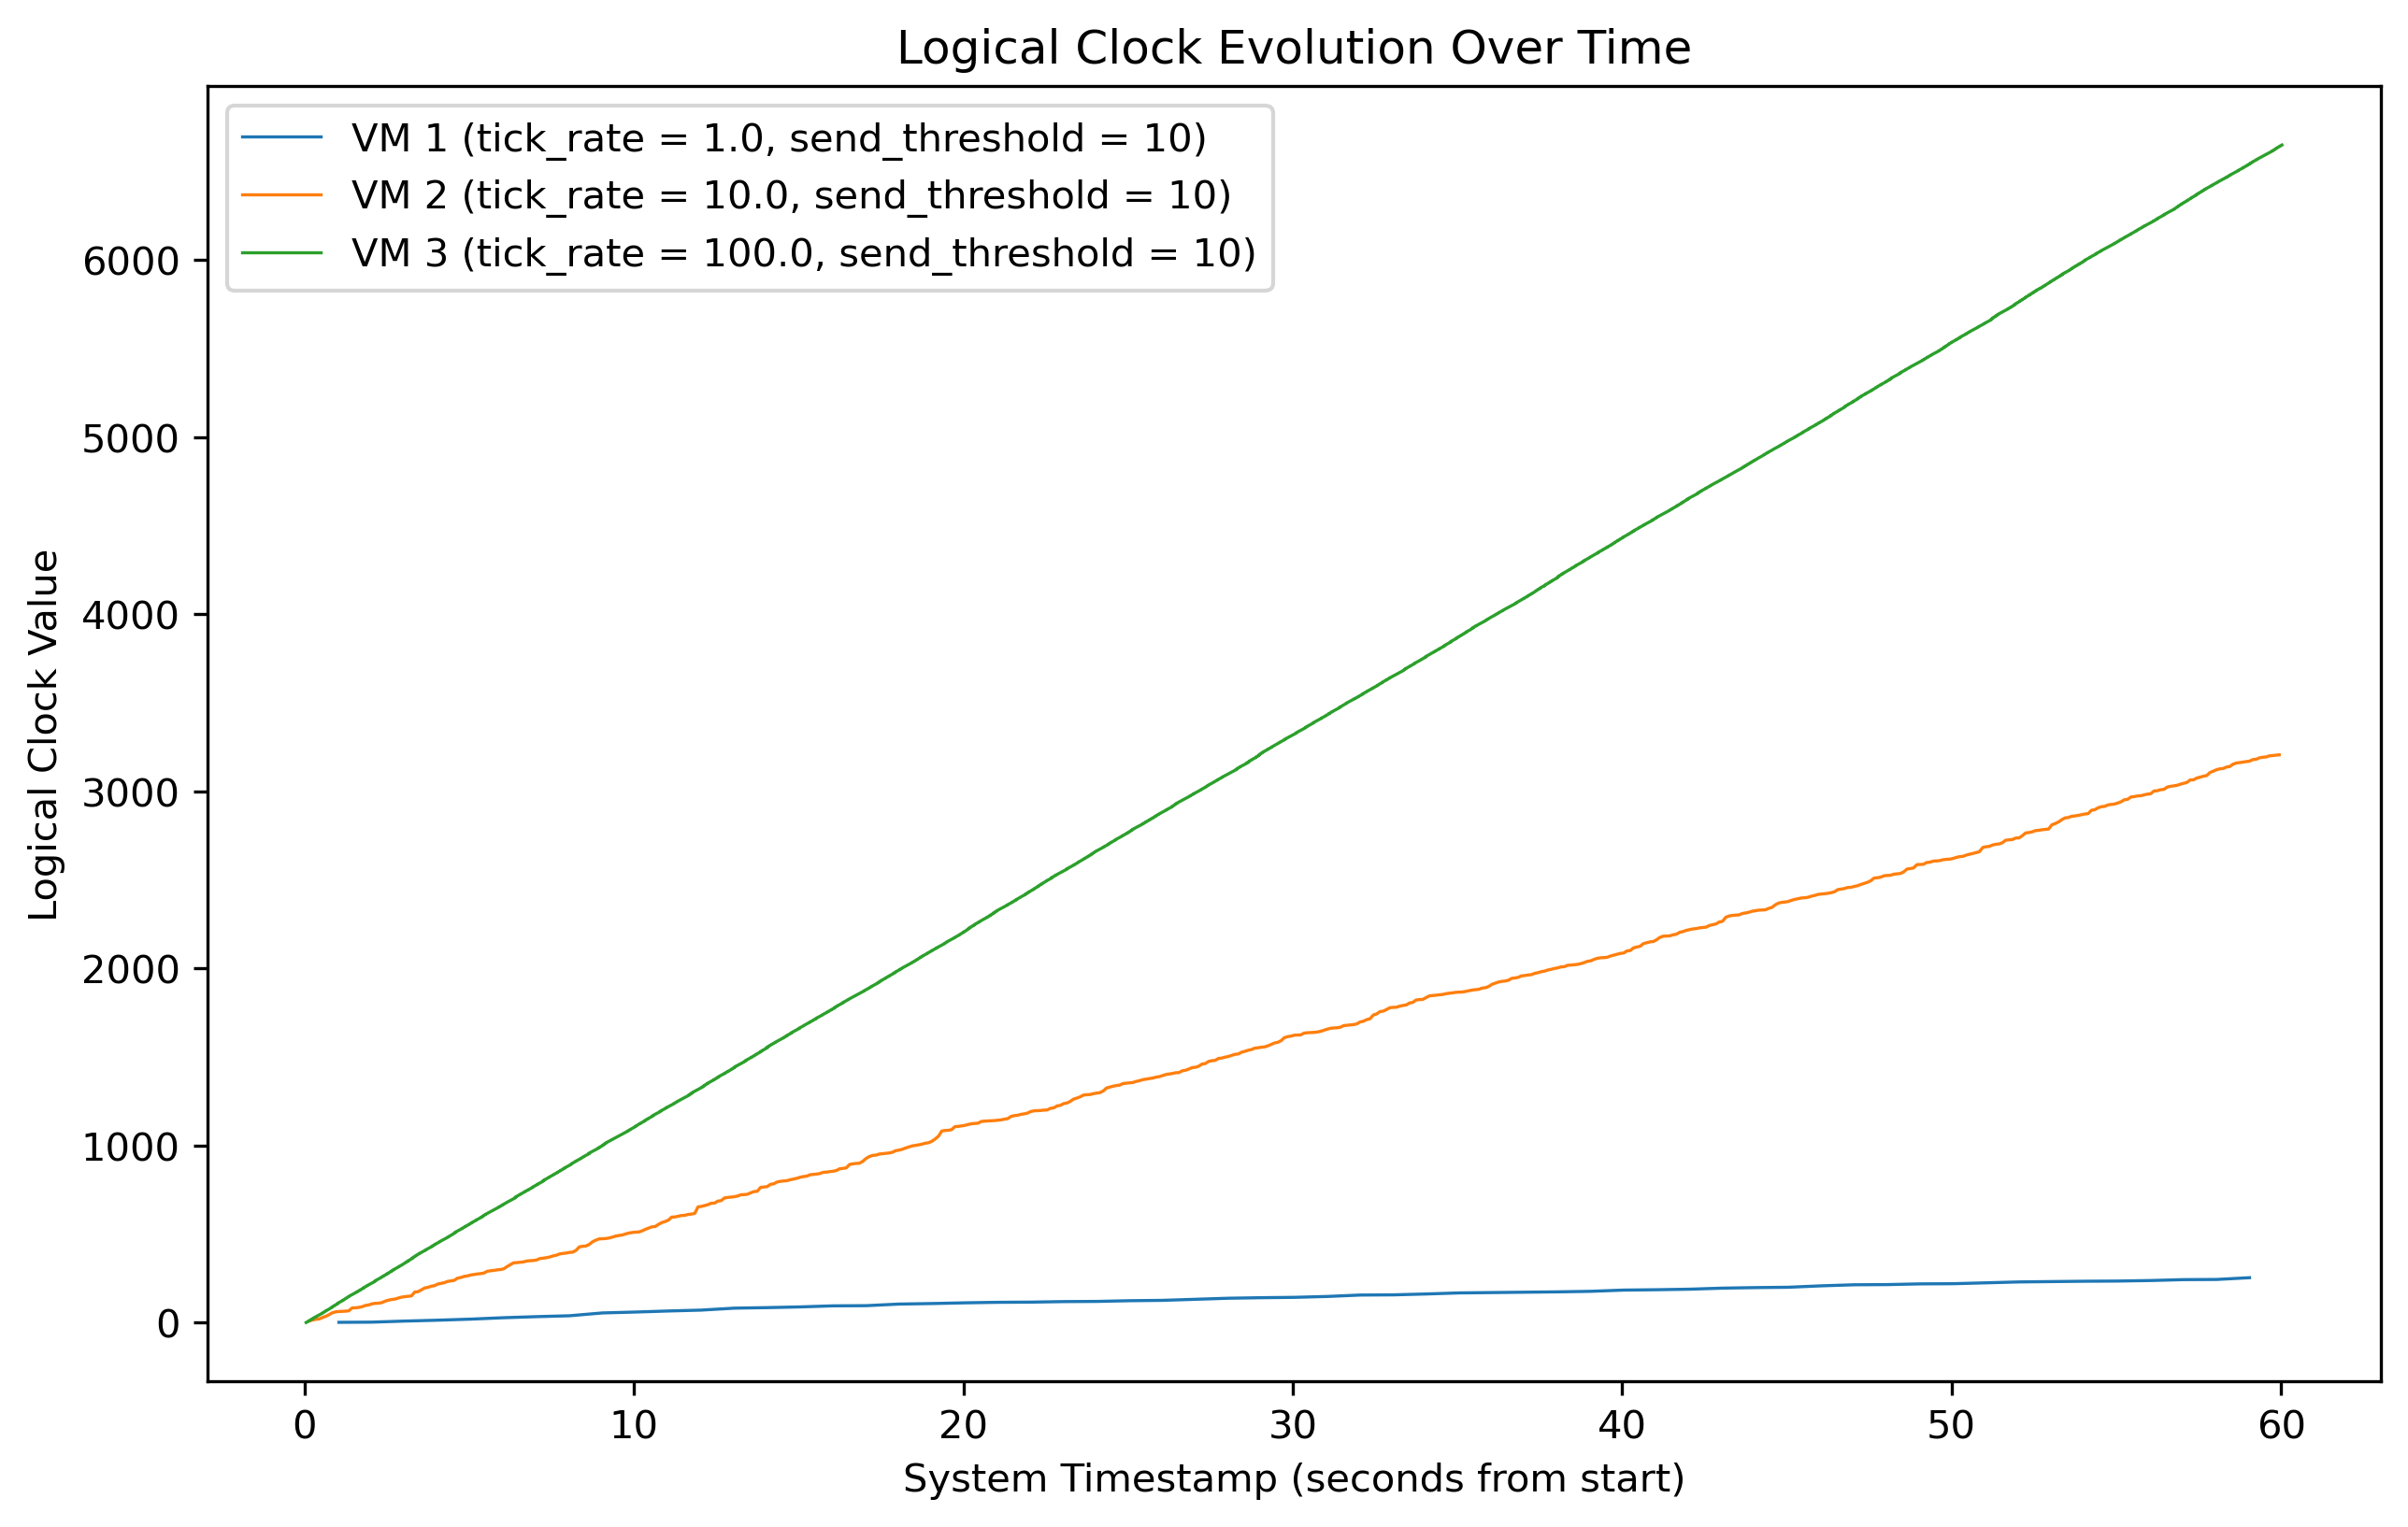 Logical Clock Evolution Over Time
VM 1 (tick_rate = 1.0, send_threshold = 10)
VM 2 (tick_rate = 10.0, send_threshold = 10)
VM 3 (tick_rate = 100.0, send_threshold = 10)
Logical Clock Value
6000
5000
4000
3000
2000
1000
0
0 10 20 30 40 50 60
System Timestamp (seconds from start)